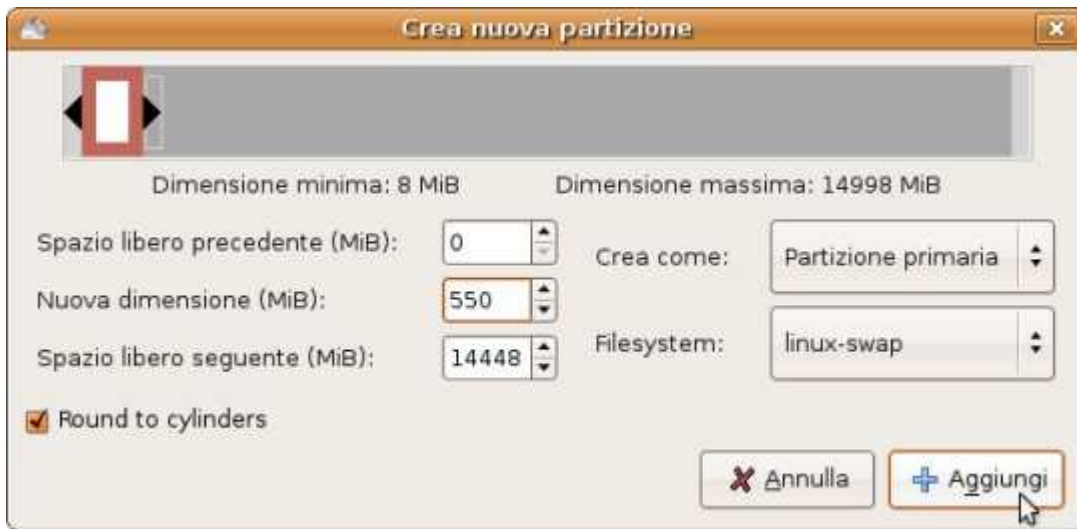 Crea nuova partizione
Dimensione minima: 8 MiB Dimensione massima: 14998 MiB
Spazio libero precedente (MiB): 0
Crea come: Partizione primaria
Nuova dimensione (MiB): 550
Filesystem: linux-swap
Spazio libero seguente (MiB): 14448
Round to cylinders
Annulla Aggiungi